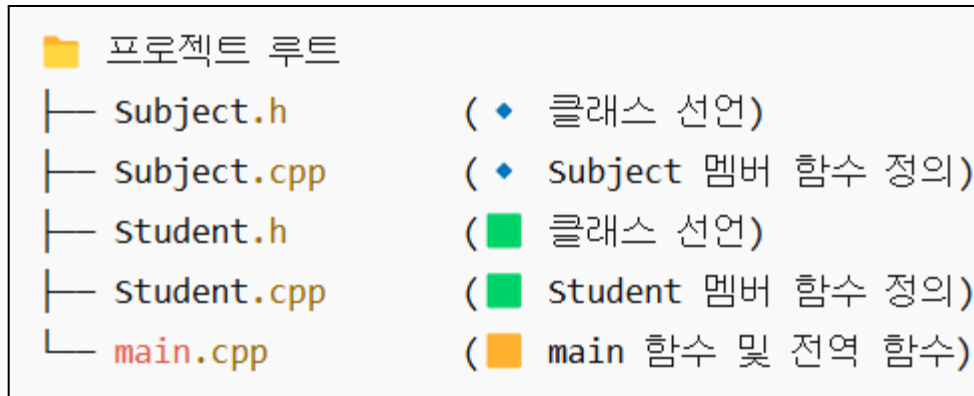 📁 프로젝트 루트
├── Subject.h (🔹 클래스 선언)
├── Subject.cpp (🔹 Subject 멤버 함수 정의)
├── Student.h (🟩 클래스 선언)
├── Student.cpp (🟩 Student 멤버 함수 정의)
└── main.cpp (🟧 main 함수 및 전역 함수)